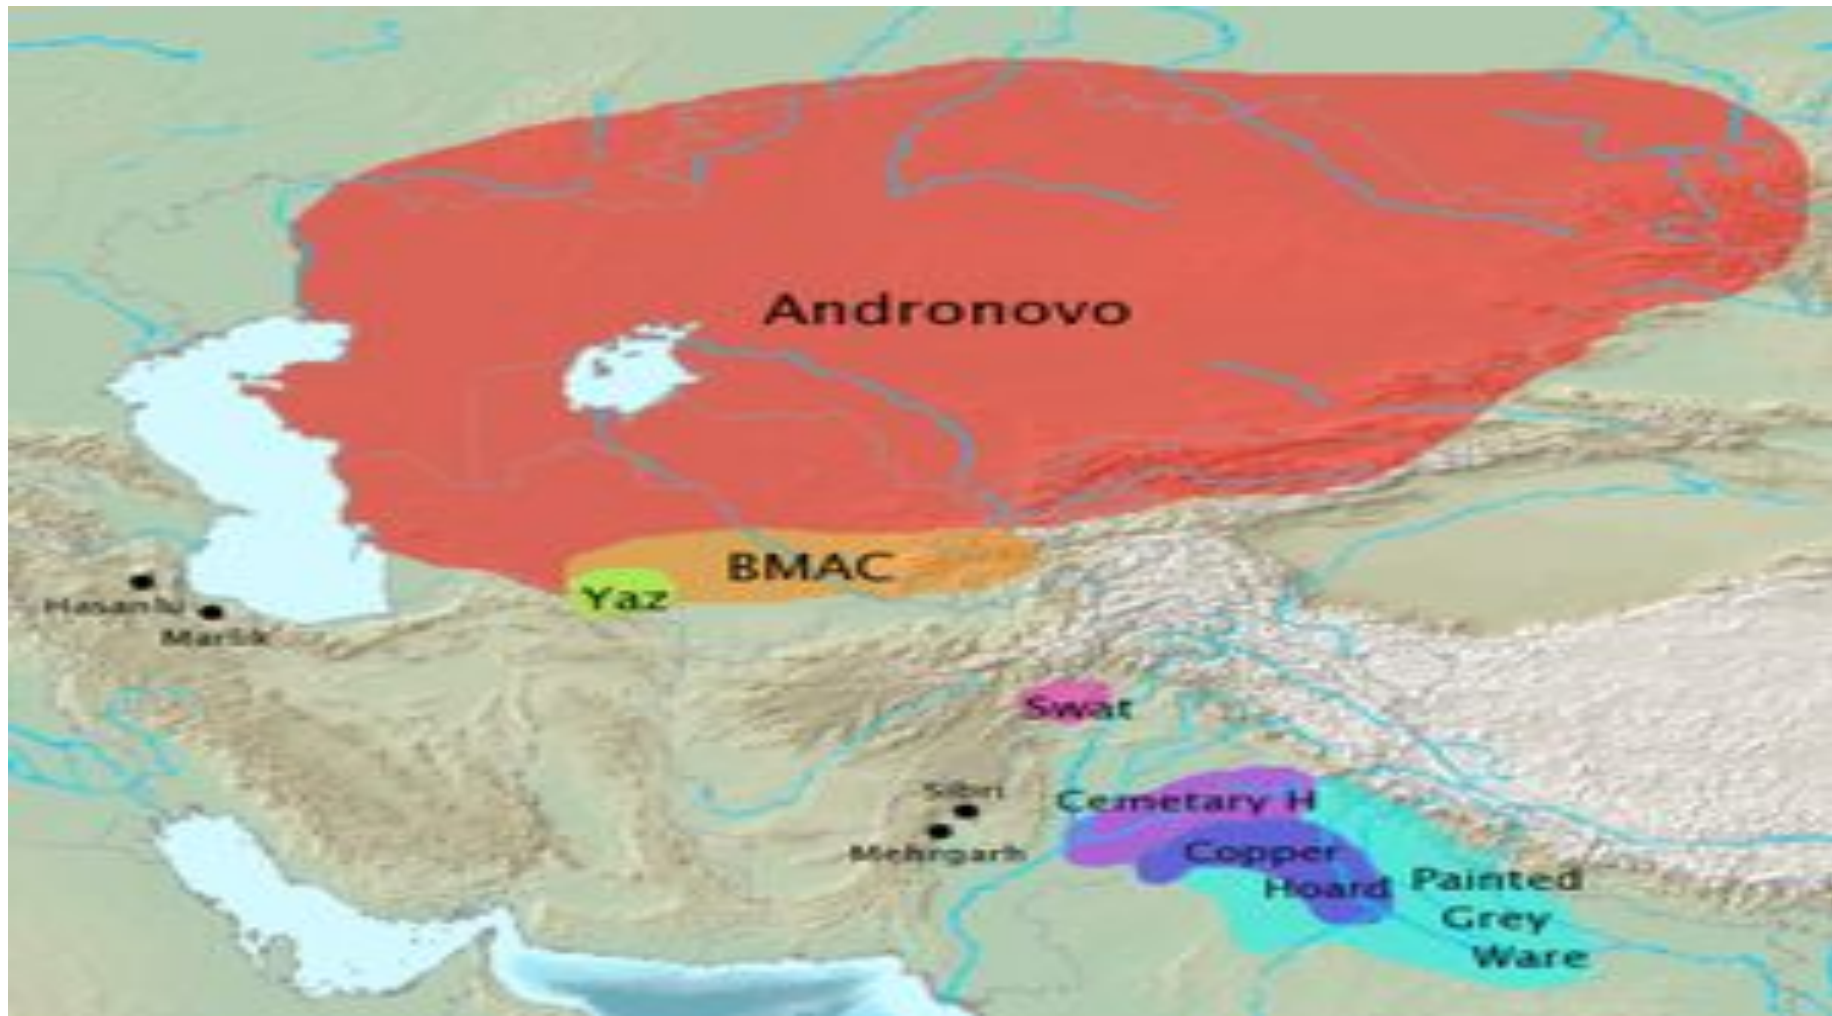 Andronovo
BMAC
Yaz
Hasanlu
Marlik
Swat
Sibri
Cemetary H
Mehrgarh
Copper
Hoard
Painted
Grey
Ware